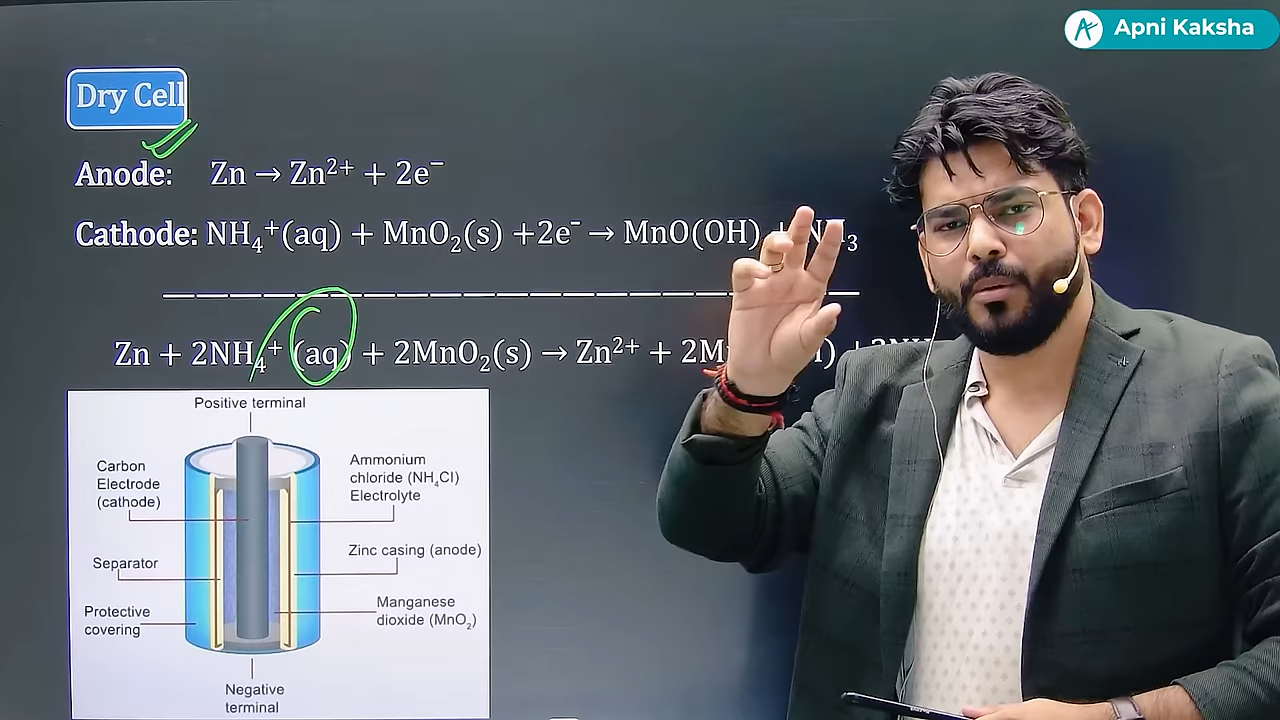 Apni Kaksha
Dry Cell
Anode: Zn → Zn²⁺ + 2e⁻
Cathode: NH₄⁺(aq) + MnO₂(s) +2e⁻ → MnO(OH) + NH₃
Zn + 2NH₄⁺ (aq) + 2MnO₂(s) → Zn²⁺ + 2M
Positive terminal
Carbon
Electrode
(cathode)
Ammonium
chloride (NH₄Cl)
Electrolyte
Separator
Zinc casing (anode)
Protective
covering
Manganese
dioxide (MnO₂)
Negative
terminal